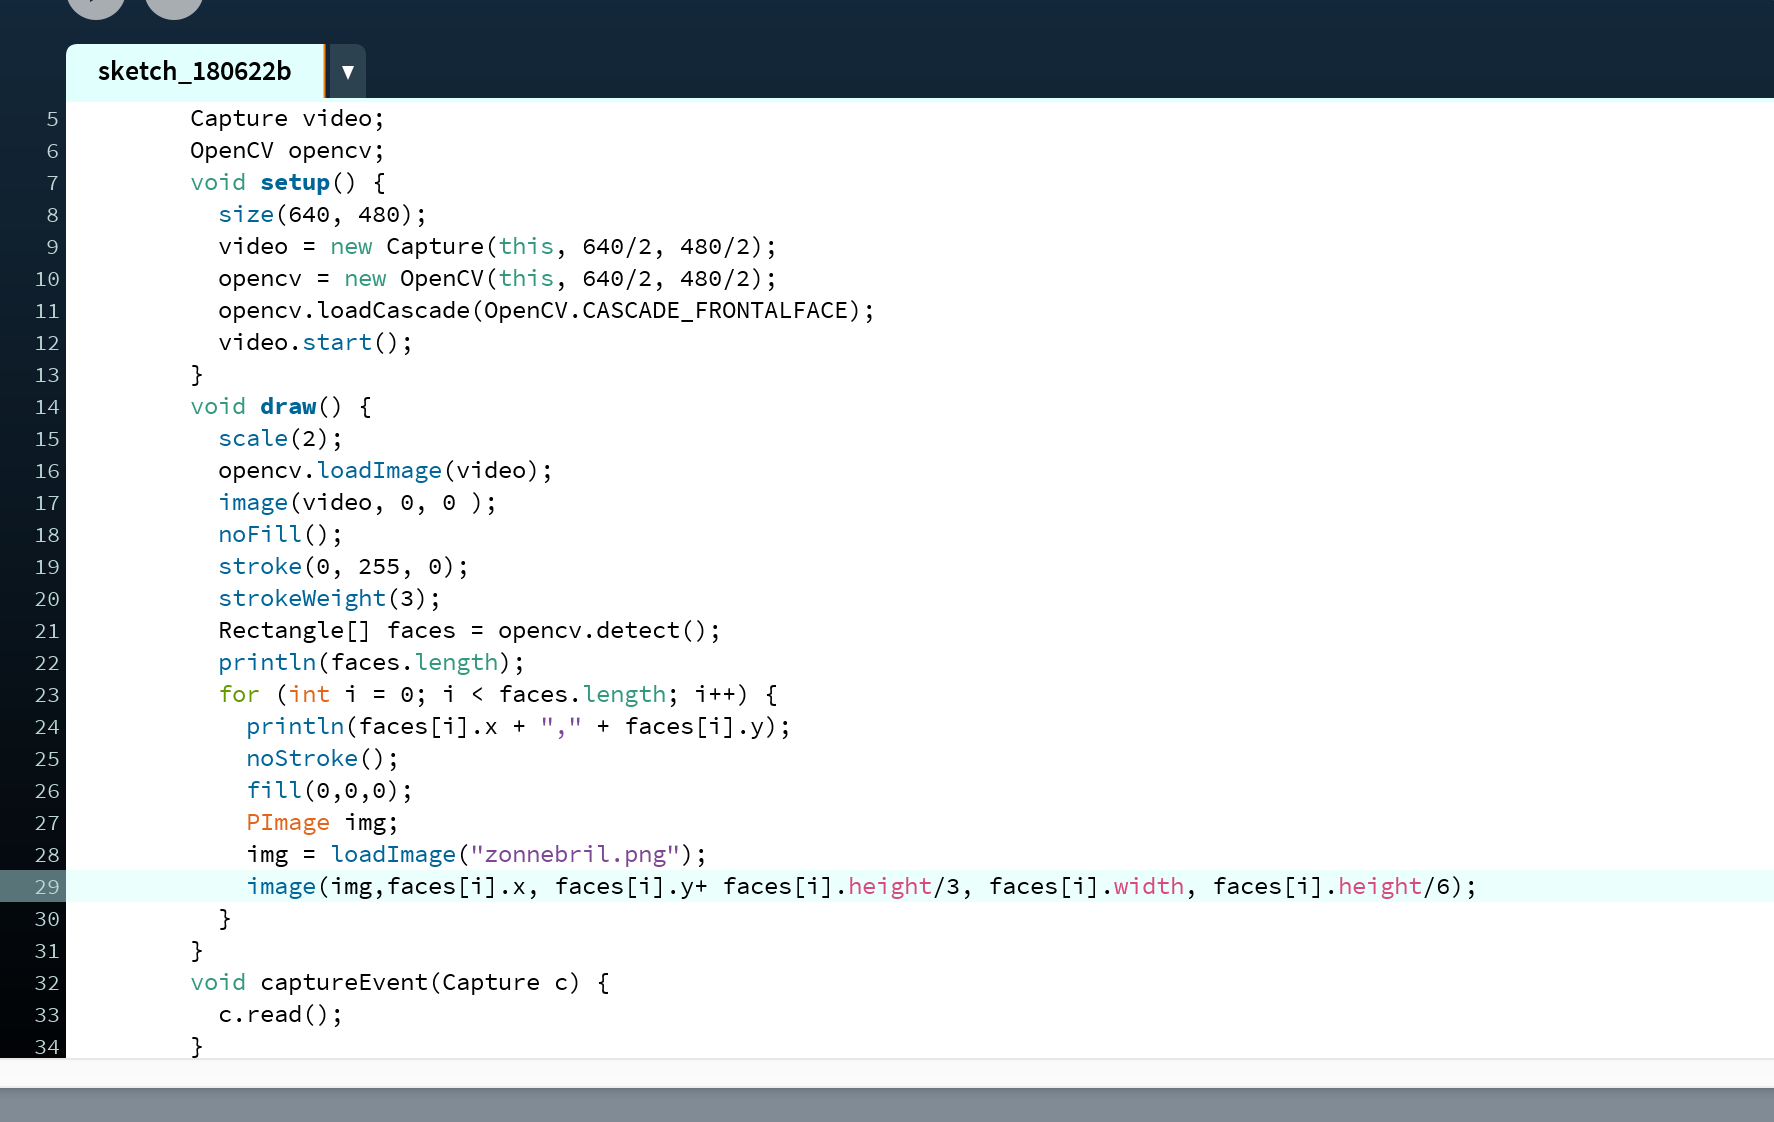 sketch_180622b ▼
5 Capture video;
6 OpenCV opencv;
7 void setup() {
8 size(640, 480);
9 video = new Capture(this, 640/2, 480/2);
10 opencv = new OpenCV(this, 640/2, 480/2);
11 opencv.loadCascade(OpenCV.CASCADE_FRONTALFACE);
12 video.start();
13 }
14 void draw() {
15 scale(2);
16 opencv.loadImage(video);
17 image(video, 0, 0 );
18 noFill();
19 stroke(0, 255, 0);
20 strokeWeight(3);
21 Rectangle[] faces = opencv.detect();
22 println(faces.length);
23 for (int i = 0; i < faces.length; i++) {
24 println(faces[i].x + "," + faces[i].y);
25 noStroke();
26 fill(0,0,0);
27 PImage img;
28 img = loadImage("zonnebril.png");
29 image(img,faces[i].x, faces[i].y+ faces[i].height/3, faces[i].width, faces[i].height/6);
30 }
31 }
32 void captureEvent(Capture c) {
33 c.read();
34 }